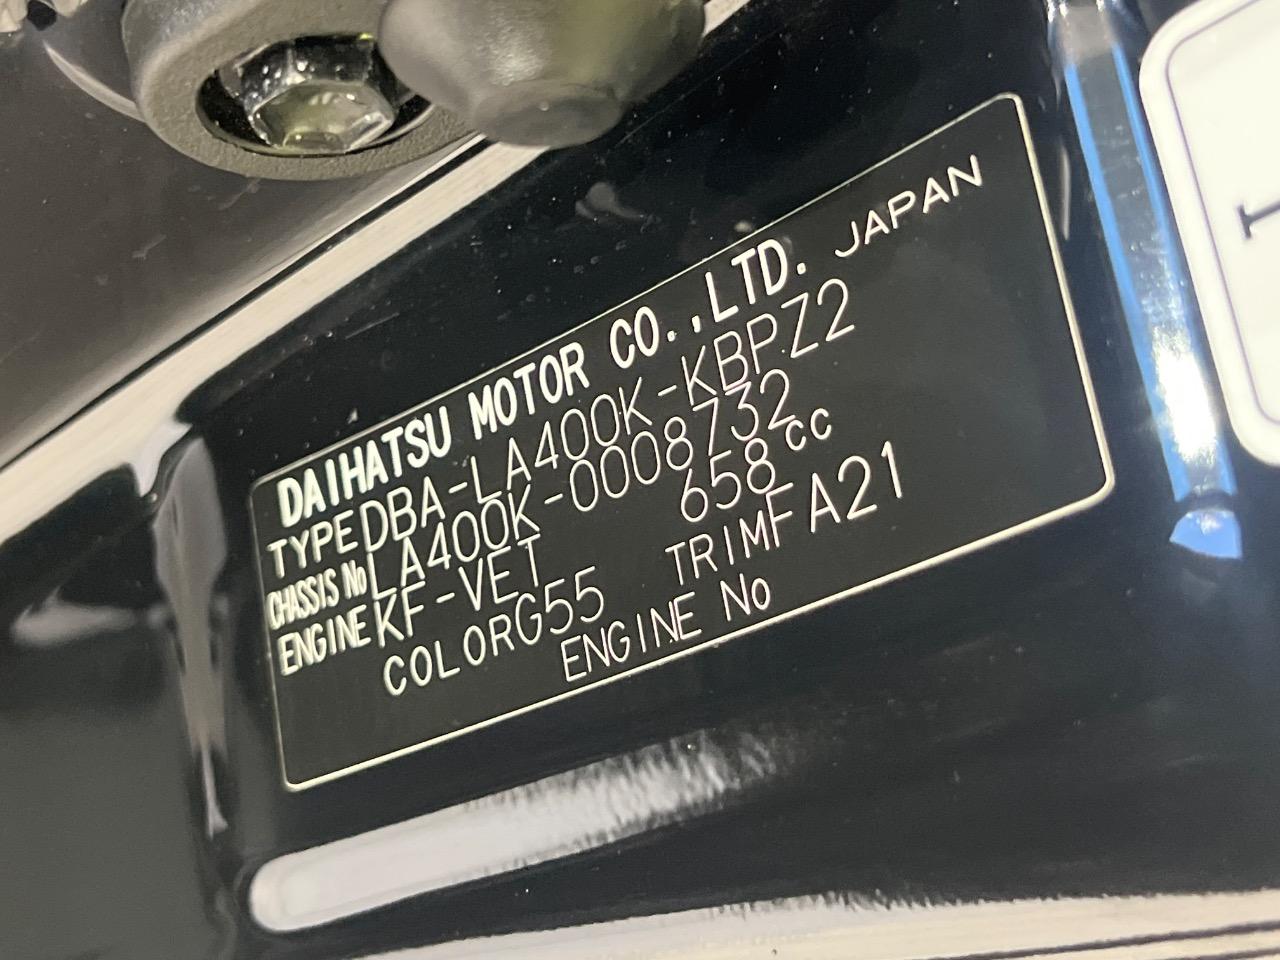 DAIHATSU MOTOR CO.,LTD. JAPAN
TYPE DBA-LA400K-KBPZ2
CHASSIS No LA400K-0008732
ENGINE KF-VET 658 cc
COLOR G55 TRIM FA21
ENGINE No